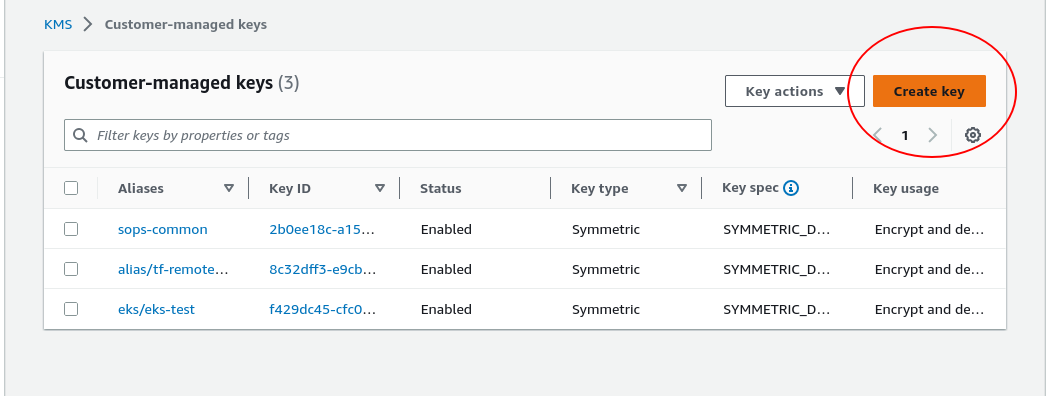 KMS > Customer-managed keys
Customer-managed keys (3)
Key actions
Create key
Filter keys by properties or tags
1
Aliases Key ID Status Key type Key spec Key usage
sops-common 2b0ee18c-a15... Enabled Symmetric SYMMETRIC_D... Encrypt and de...
alias/tf-remote... 8c32dff3-e9cb... Enabled Symmetric SYMMETRIC_D... Encrypt and de...
eks/eks-test f429dc45-cfc0... Enabled Symmetric SYMMETRIC_D... Encrypt and de...